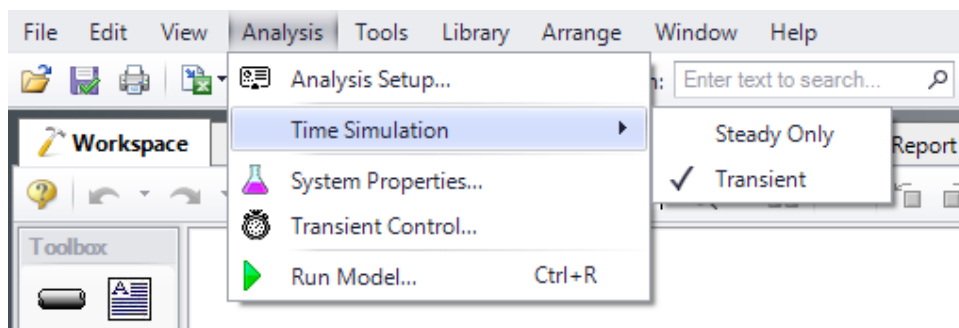 File Edit View Analysis Tools Library Arrange Window Help
Analysis Setup... Enter text to search...
Time Simulation Steady Only
Workspace Report
System Properties... Transient
Transient Control...
Toolbox
Run Model... Ctrl+R